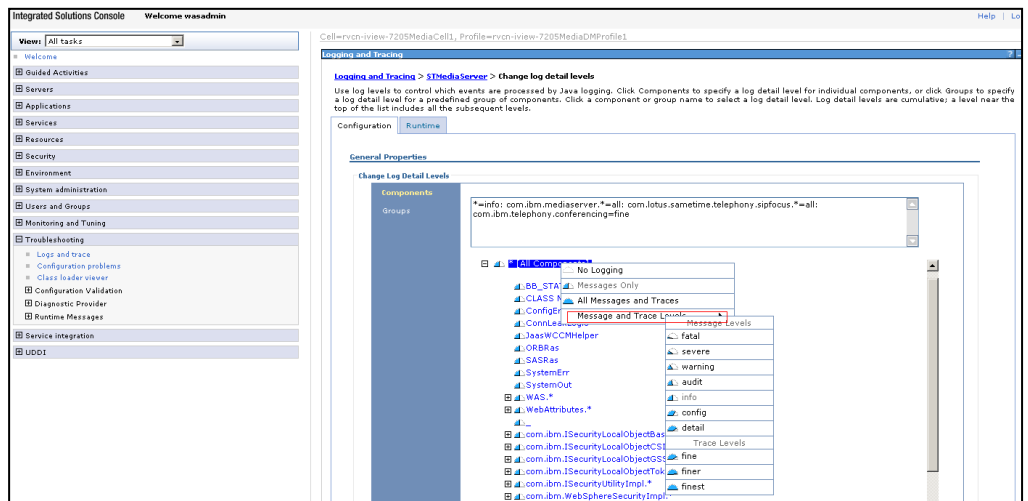 Integrated Solutions Console Welcome wasadmin Help | Lo
View: All tasks
Cell=rvcn-iview-7205MediaCell1, Profile=rvcn-iview-7205MediaDMProfile1
Welcome
Guided Activities
Servers
Applications
Services
Resources
Security
Environment
System administration
Users and Groups
Monitoring and Tuning
Troubleshooting
Logs and trace
Configuration problems
Class loader viewer
Configuration Validation
Diagnostic Provider
Runtime Messages
Service integration
UDDI
Logging and Tracing ?
Logging and Tracing > STMediaServer > Change log detail levels
Use log levels to control which events are processed by Java logging. Click Components to specify a log detail level for individual components, or click Groups to specify
a log detail level for a predefined group of components. Click a component or group name to select a log detail level. Log detail levels are cumulative; a level near the
top of the list includes all the subsequent levels.
Configuration Runtime
General Properties
Change Log Detail Levels
Components
Groups
*=info: com.ibm.mediaserver.*=all: com.lotus.sametime.telephony.sipfocus.*=all:
com.ibm.telephony.conferencing=fine
* [All Components]
No Logging
Messages Only
All Messages and Traces
Message and Trace Levels
BB_STA
CLASS N
ConfigEr
ConnLeakLogic
JaasWCCMHelper
ORBRas
SASRas
SystemErr
SystemOut
WAS.*
WebAttributes.*
_
com.ibm.ISecurityLocalObjectBas
com.ibm.ISecurityLocalObjectCSI
com.ibm.ISecurityLocalObjectGSS
com.ibm.ISecurityLocalObjectTok
com.ibm.ISecurityUtilityImpl.*
com.ibm.WebSphereSecurityImpl.*
Message Levels
fatal
severe
warning
audit
info
config
detail
Trace Levels
fine
finer
finest